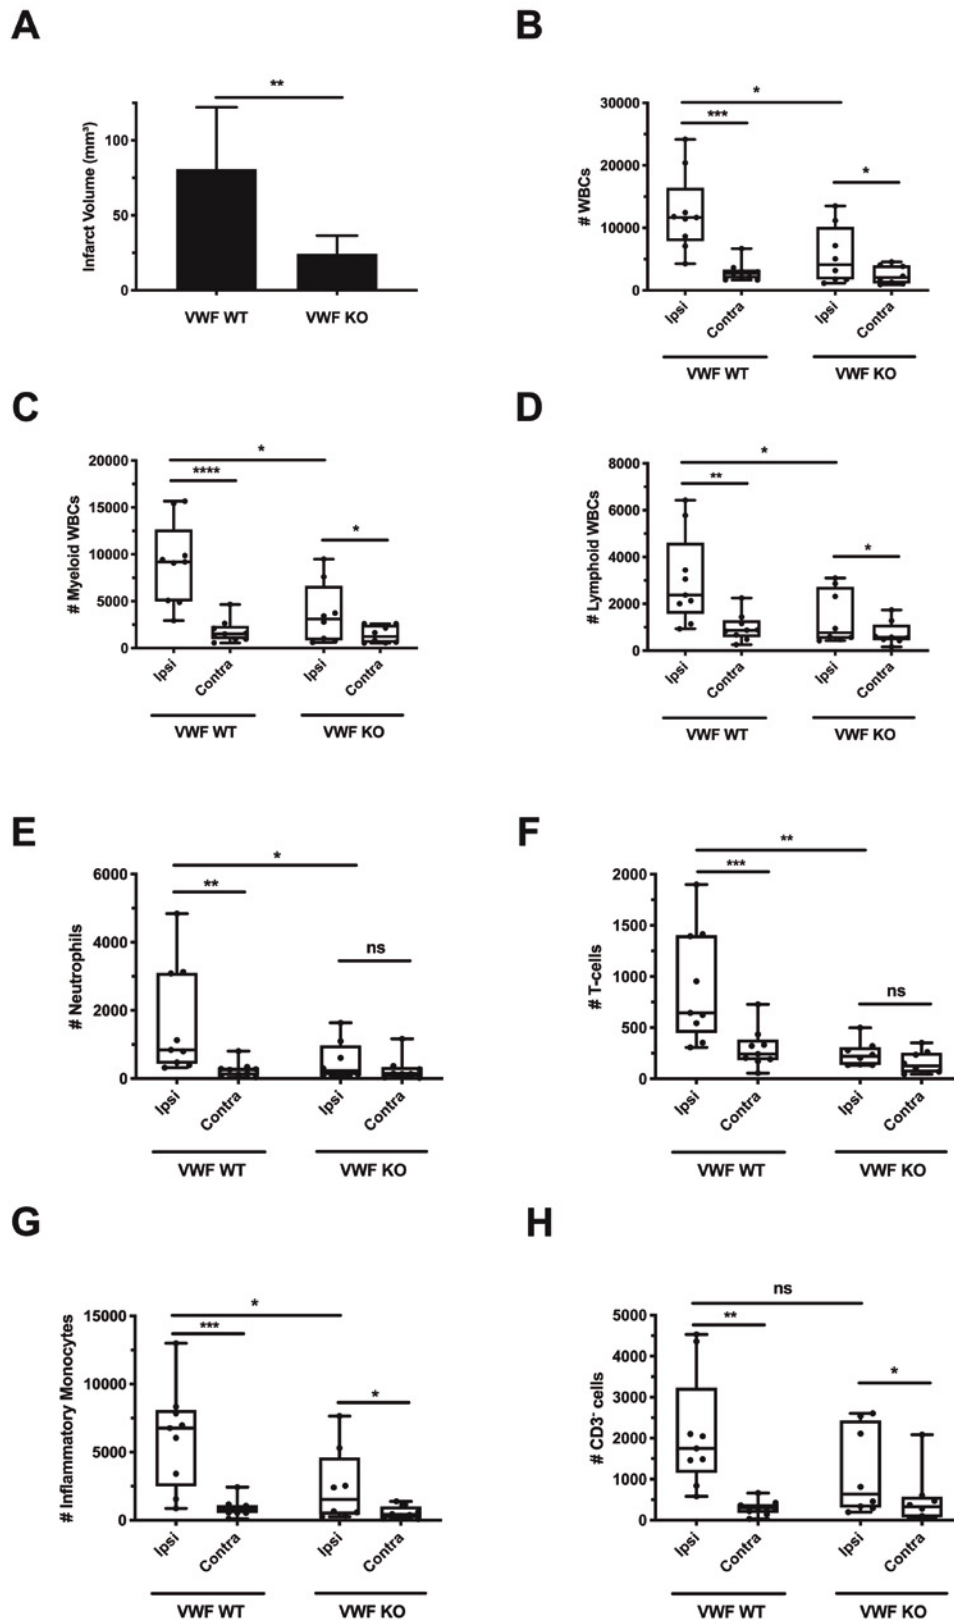 A
**
Infarct Volume (mm³)
100
50
0
VWF WT
VWF KO
B
*
***
*
# WBCs
30000
20000
10000
0
Ipsi
Contra
Ipsi
Contra
VWF WT
VWF KO
C
*
****
*
# Myeloid WBCs
20000
15000
10000
5000
0
Ipsi
Contra
Ipsi
Contra
VWF WT
VWF KO
D
*
**
*
# Lymphoid WBCs
8000
6000
4000
2000
0
Ipsi
Contra
Ipsi
Contra
VWF WT
VWF KO
E
*
**
ns
# Neutrophils
6000
4000
2000
0
Ipsi
Contra
Ipsi
Contra
VWF WT
VWF KO
F
**
***
ns
# T-cells
2000
1500
1000
500
0
Ipsi
Contra
Ipsi
Contra
VWF WT
VWF KO
G
*
***
*
# Inflammatory Monocytes
15000
10000
5000
0
Ipsi
Contra
Ipsi
Contra
VWF WT
VWF KO
H
ns
**
*
# CD3⁻ cells
5000
4000
3000
2000
1000
0
Ipsi
Contra
Ipsi
Contra
VWF WT
VWF KO